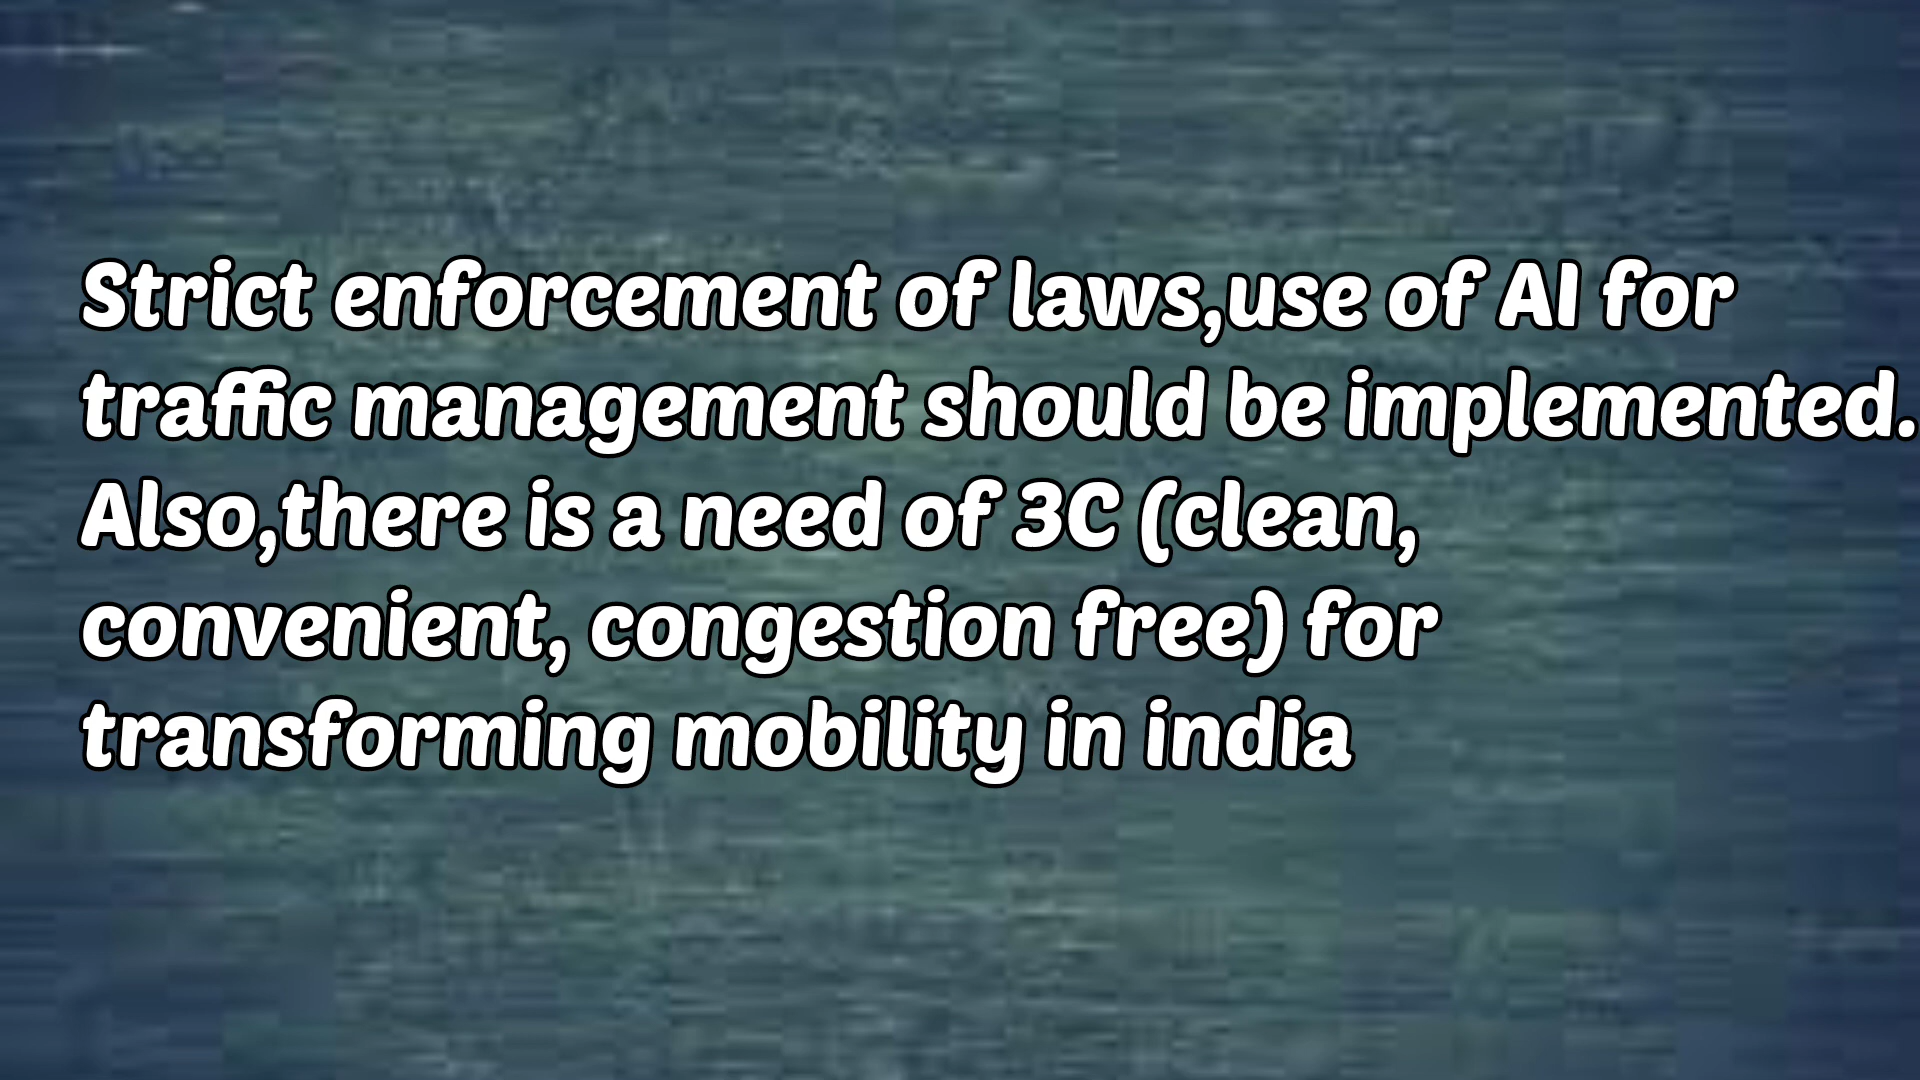 Strict enforcement of laws,use of AI for
traffic management should be implemented.
Also,there is a need of 3C (clean,
convenient, congestion free) for
transforming mobility in india